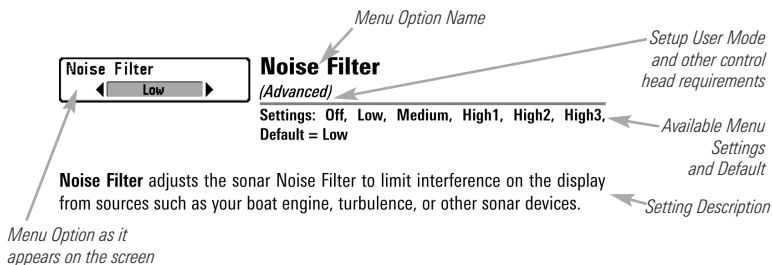 Menu Option Name
Setup User Mode
and other control
head requirements
Noise Filter
Low
Noise Filter
(Advanced)
Settings: Off, Low, Medium, High1, High2, High3,
Default = Low
Available Menu
Settings
and Default
Noise Filter adjusts the sonar Noise Filter to limit interference on the display
from sources such as your boat engine, turbulence, or other sonar devices.
Setting Description
Menu Option as it
appears on the screen